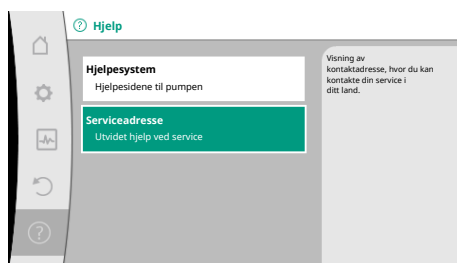 Hjelp
Hjelpesystem
Hjelpesidene til pumpen
Serviceadresse
Utvidet hjelp ved service
Visning av
kontaktadresse, hvor du kan
kontakte din service i
ditt land.